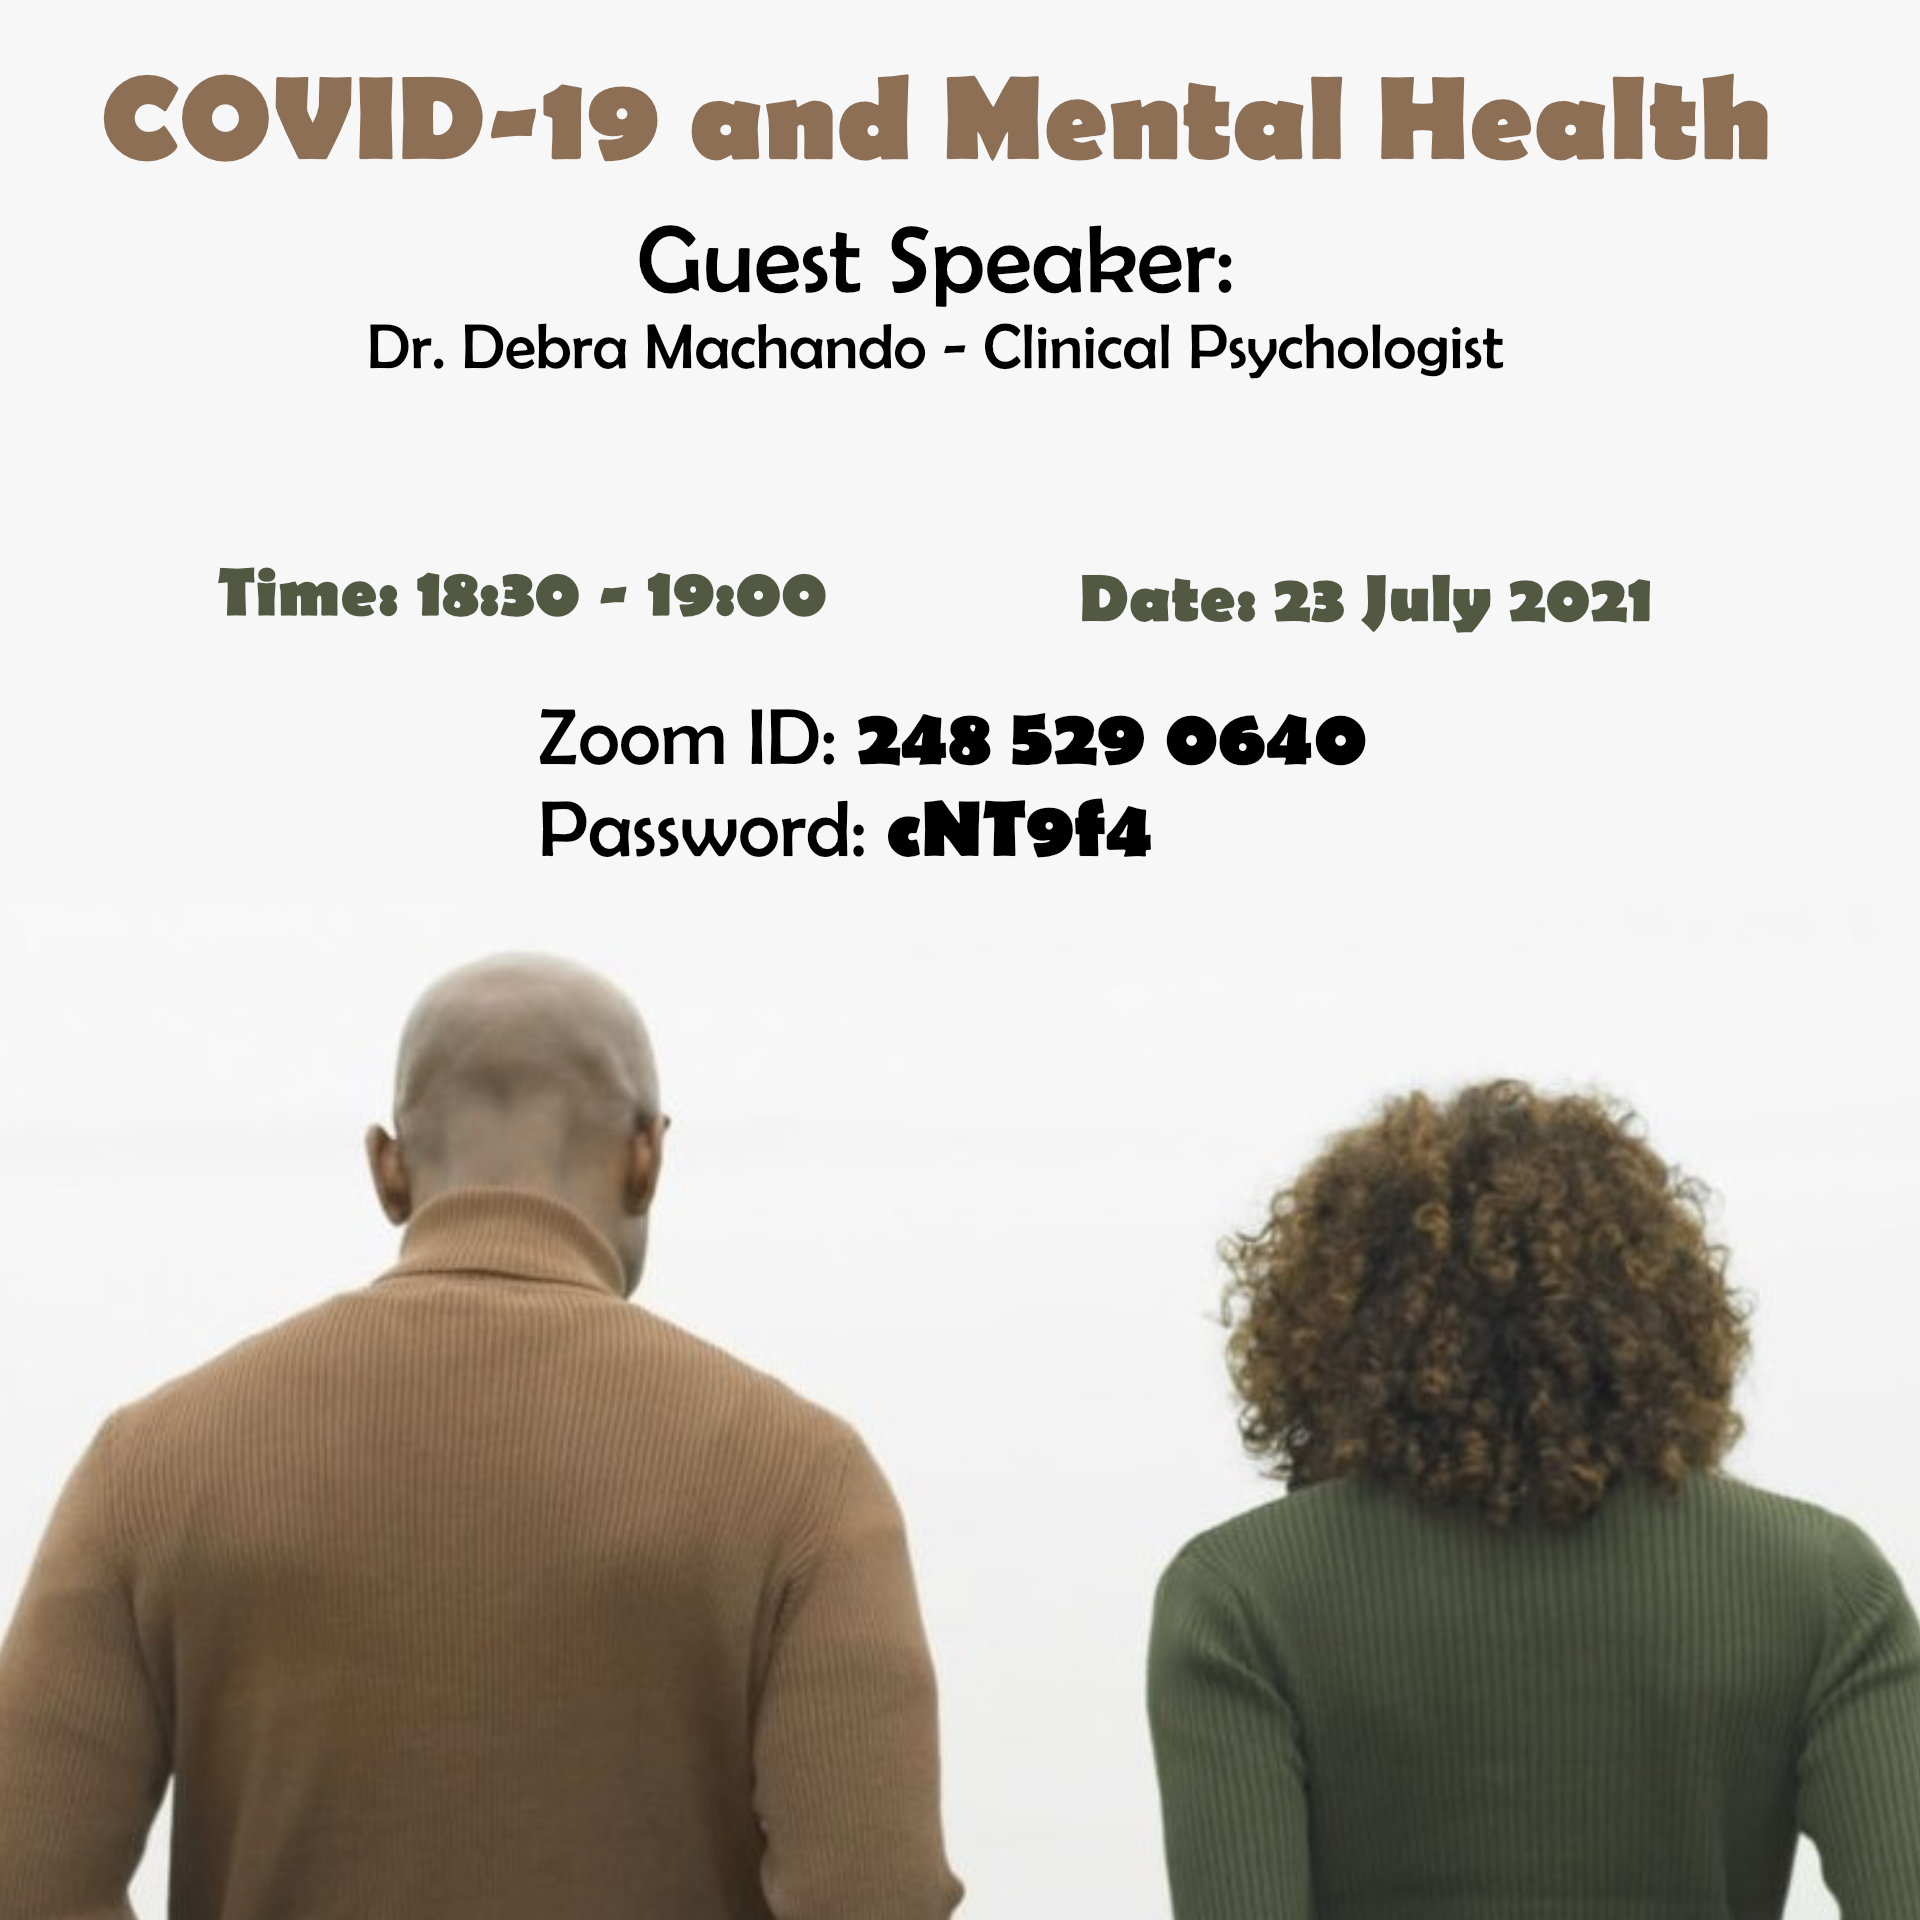 COVID-19 and Mental Health
Guest Speaker:
Dr. Debra Machando - Clinical Psychologist
Time: 18:30 - 19:00
Date: 23 July 2021
Zoom ID: 248 529 0640
Password: cNT9f4